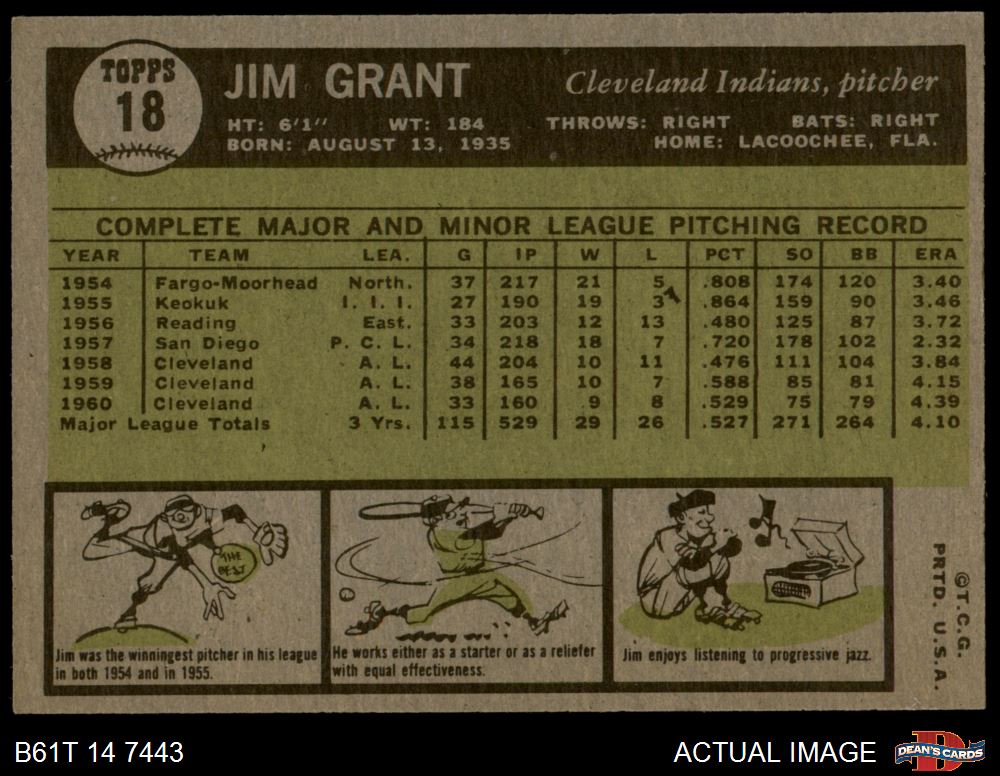 TOPPS
18
JIM GRANT
Cleveland Indians, pitcher
HT: 6'1" WT: 184 THROWS: RIGHT BATS: RIGHT
BORN: AUGUST 13, 1935 HOME: LACOOCHEE, FLA.
COMPLETE MAJOR AND MINOR LEAGUE PITCHING RECORD
YEAR TEAM LEA. G IP W L PCT SO BB ERA
1954 Fargo-Moorhead North. 37 217 21 5 .808 174 120 3.40
1955 Keokuk I. I. I. 27 190 19 3 .864 159 90 3.46
1956 Reading East. 33 203 12 13 .480 125 87 3.72
1957 San Diego P. C. L. 34 218 18 7 .720 178 102 2.32
1958 Cleveland A. L. 44 204 10 11 .476 111 104 3.84
1959 Cleveland A. L. 38 165 10 7 .588 85 81 4.15
1960 Cleveland A. L. 33 160 9 8 .529 75 79 4.39
Major League Totals 3 Yrs. 115 529 29 26 .527 271 264 4.10
THE
BEST
Jim was the winningest pitcher in his league
in both 1954 and in 1955.
He works either as a starter or as a reliefer
with equal effectiveness.
Jim enjoys listening to progressive jazz.
©T.C.G.
PRTD. U.S.A.
B61T 14 7443
ACTUAL IMAGE
DEAN'S CARDS